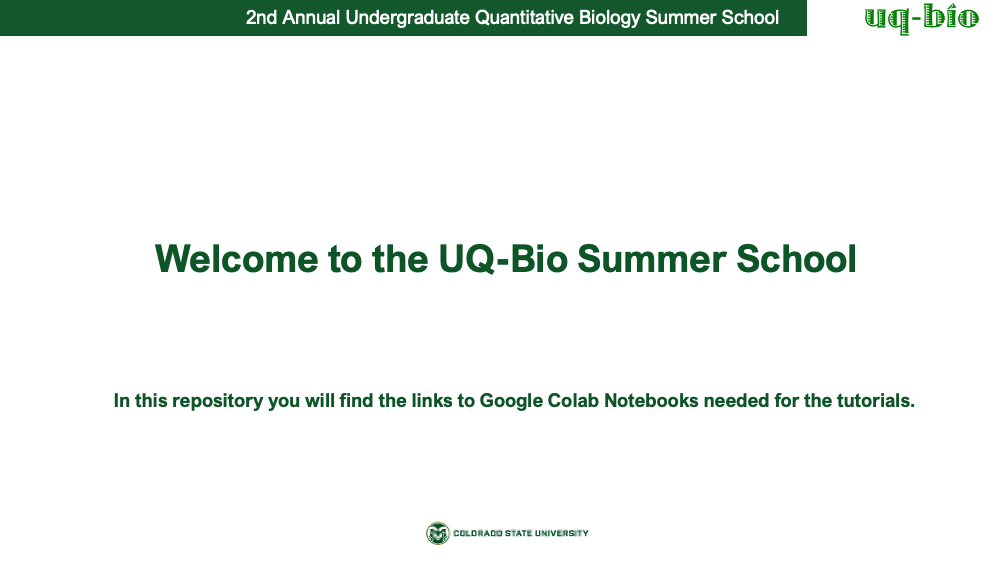 2nd Annual Undergraduate Quantitative Biology Summer School
uq-bio
Welcome to the UQ-Bio Summer School
In this repository you will find the links to Google Colab Notebooks needed for the tutorials.
COLORADO STATE UNIVERSITY